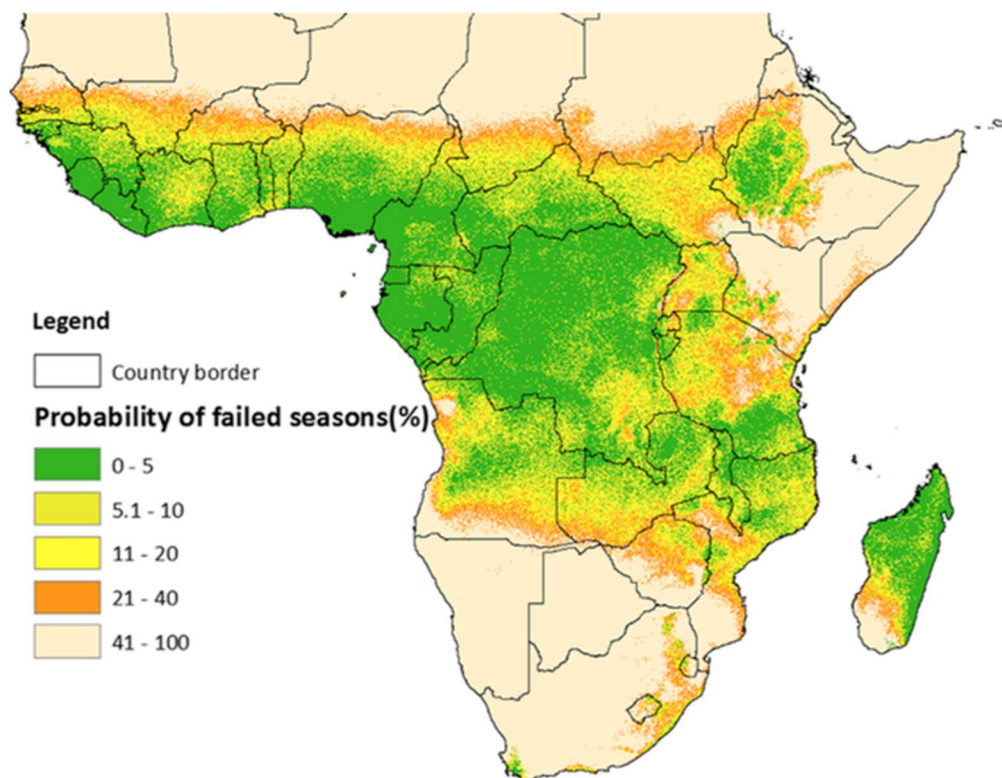 Legend
Country border
Probability of failed seasons(%)
0 - 5
5.1 - 10
11 - 20
21 - 40
41 - 100